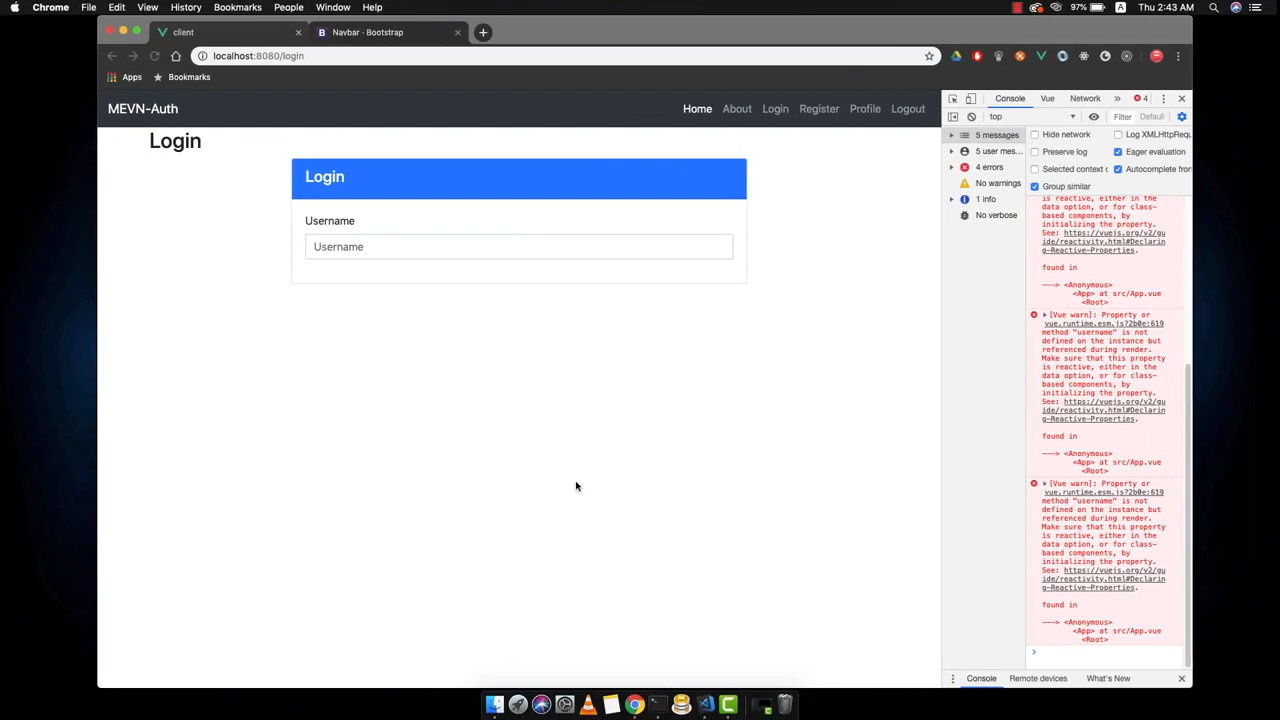 Chrome File Edit View History Bookmarks People Window Help 97% A Thu 2:43 AM
client Navbar · Bootstrap
localhost:8080/login
Apps Bookmarks
MEVN-Auth Home About Login Register Profile Logout
Login
Login
Username
Username
Console Vue Network » 4
top Filter Default
5 messages
5 user mes...
4 errors
No warnings
1 info
No verbose
Hide network Log XMLHttpRequ
Preserve log Eager evaluation
Selected context o Autocomplete from
Group similar
is reactive, either in the
data option, or for class-
based components, by
initializing the property.
See: https://vuejs.org/v2/gu
ide/reactivity.html#Declarin
g-Reactive-Properties.
found in
---> <Anonymous>
<App> at src/App.vue
<Root>
[Vue warn]: Property or
vue.runtime.esm.js?2b0e:619
method "username" is not
defined on the instance but
referenced during render.
Make sure that this property
is reactive, either in the
data option, or for class-
based components, by
initializing the property.
See: https://vuejs.org/v2/gu
ide/reactivity.html#Declarin
g-Reactive-Properties.
found in
---> <Anonymous>
<App> at src/App.vue
<Root>
[Vue warn]: Property or
vue.runtime.esm.js?2b0e:619
method "username" is not
defined on the instance but
referenced during render.
Make sure that this property
is reactive, either in the
data option, or for class-
based components, by
initializing the property.
See: https://vuejs.org/v2/gu
ide/reactivity.html#Declarin
g-Reactive-Properties.
found in
---> <Anonymous>
<App> at src/App.vue
<Root>
Console Remote devices What's New